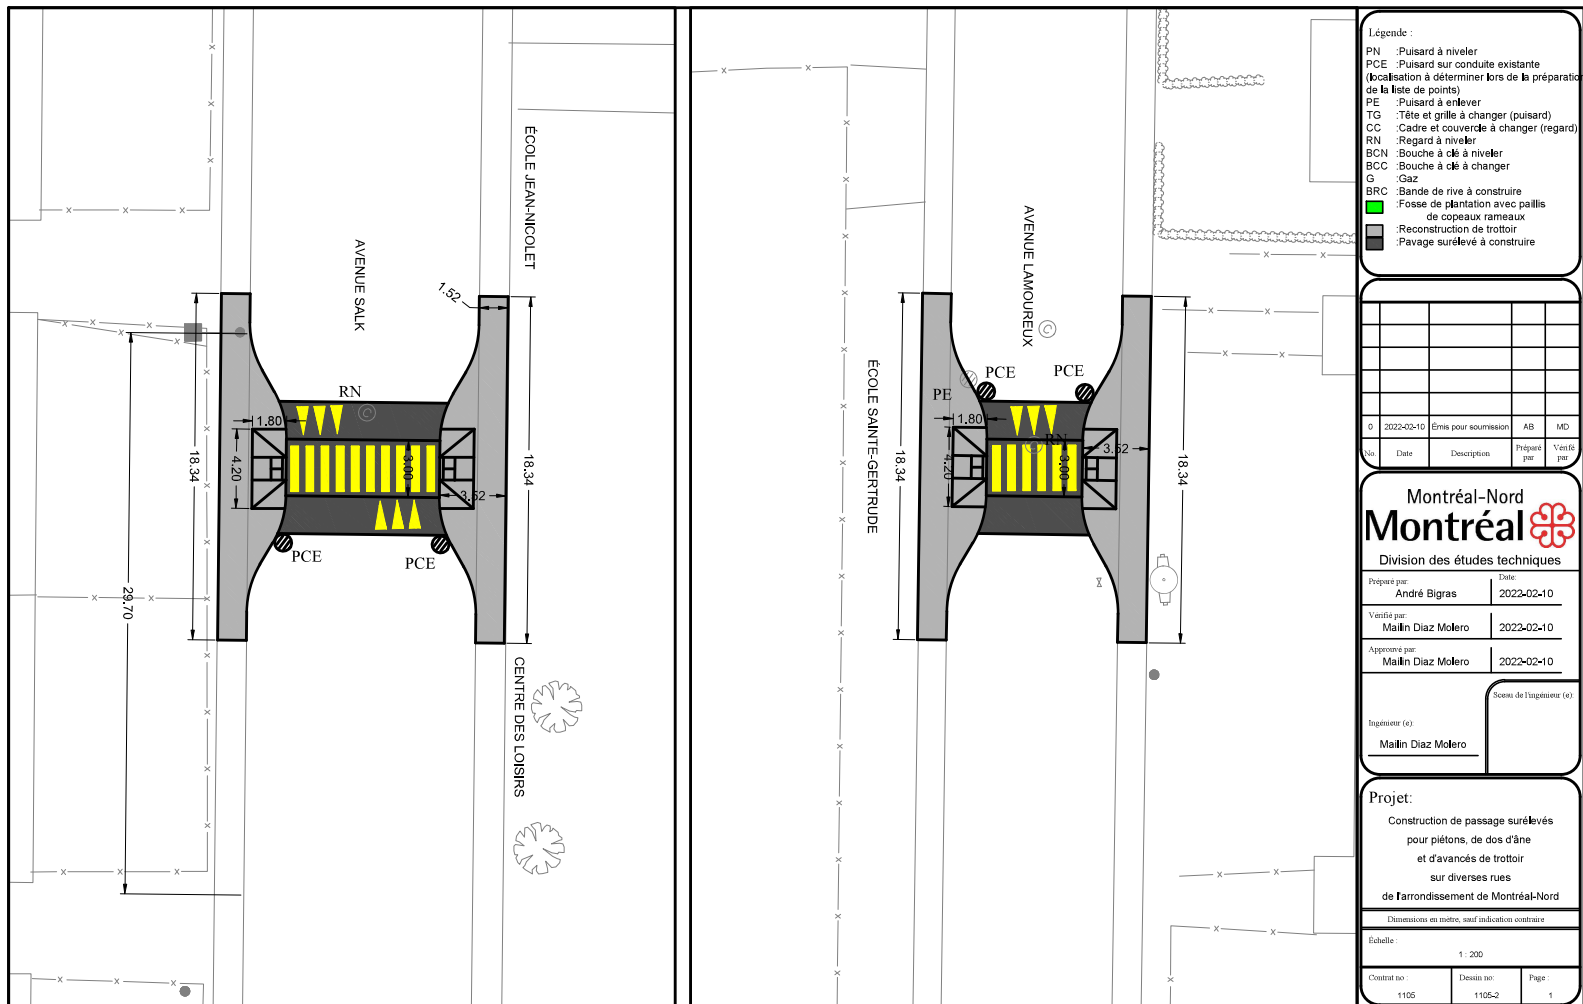 ÉCOLE JEAN-NICOLET
AVENUE SALK
1.52
RN
1.80
18.34
4.20
3.00
3.52
18.34
PCE
PCE
29.70
CENTRE DES LOISIRS
AVENUE LAMOUREUX
ÉCOLE SAINTE-GERTRUDE
PCE
PCE
PE
1.80
RN
18.34
4.20
3.00
3.52
18.34
Légende :
PN :Puisard à niveler
PCE :Puisard sur conduite existante
(localisation à déterminer lors de la préparation
de la liste de points)
PE :Puisard à enlever
TG :Tête et grille à changer (puisard)
CC :Cadre et couvercle à changer (regard)
RN :Regard à niveler
BCN :Bouche à clé à niveler
BCC :Bouche à clé à changer
G :Gaz
BRC :Bande de rive à construire
:Fosse de plantation avec paillis
de copeaux rameaux
:Reconstruction de trottoir
:Pavage surélevé à construire
0 2022-02-10 Émis pour soumission AB MD
No. Date Description Préparé par Vérifé par
Montréal-Nord
Montréal
Division des études techniques
Préparé par: Date:
André Bigras 2022-02-10
Vérifié par:
Mailin Diaz Molero 2022-02-10
Approuvé par:
Mailin Diaz Molero 2022-02-10
Sceau de l'ingénieur (e):
Ingénieur (e):
Mailin Diaz Molero
Projet:
Construction de passage surélevés
pour piétons, de dos d'âne
et d'avancés de trottoir
sur diverses rues
de l'arrondissement de Montréal-Nord
Dimensions en mètre, sauf indication contraire
Échelle :
1 : 200
Contrat no : Dessin no: Page :
1105 1105-2 1